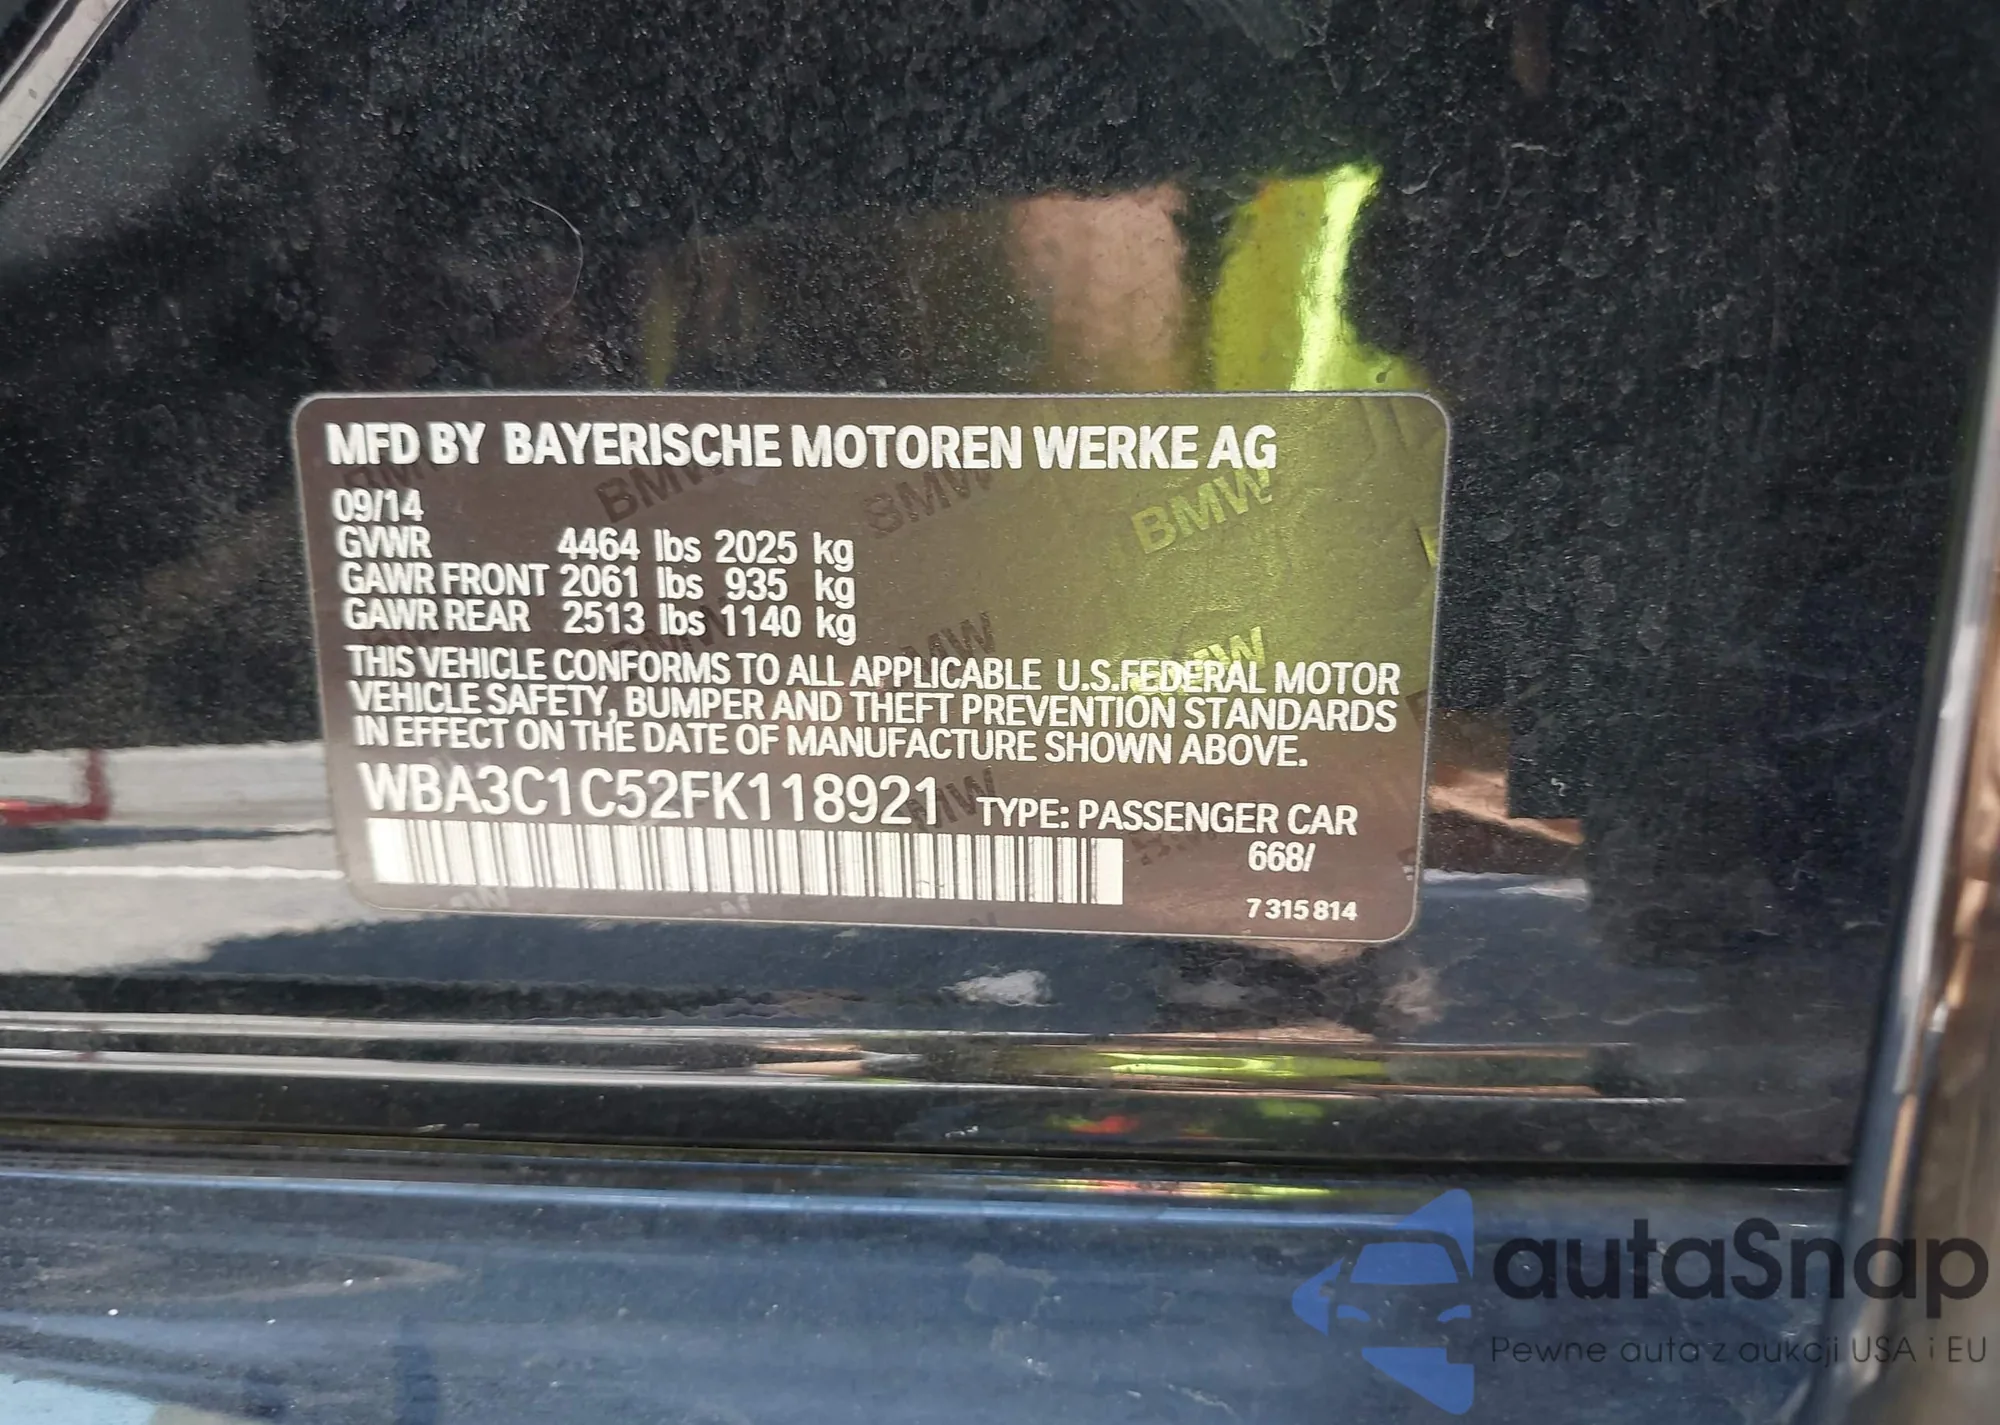 MFD BY BAYERISCHE MOTOREN WERKE AG
09/14
GVWR 4464 lbs 2025 kg
GAWR FRONT 2061 lbs 935 kg
GAWR REAR 2513 lbs 1140 kg
THIS VEHICLE CONFORMS TO ALL APPLICABLE U.S.FEDERAL MOTOR
VEHICLE SAFETY, BUMPER AND THEFT PREVENTION STANDARDS
IN EFFECT ON THE DATE OF MANUFACTURE SHOWN ABOVE.
WBA3C1C52FK118921 TYPE: PASSENGER CAR
668/
7 315 814
autaSnap
Pewne auta z aukcji USA i EU